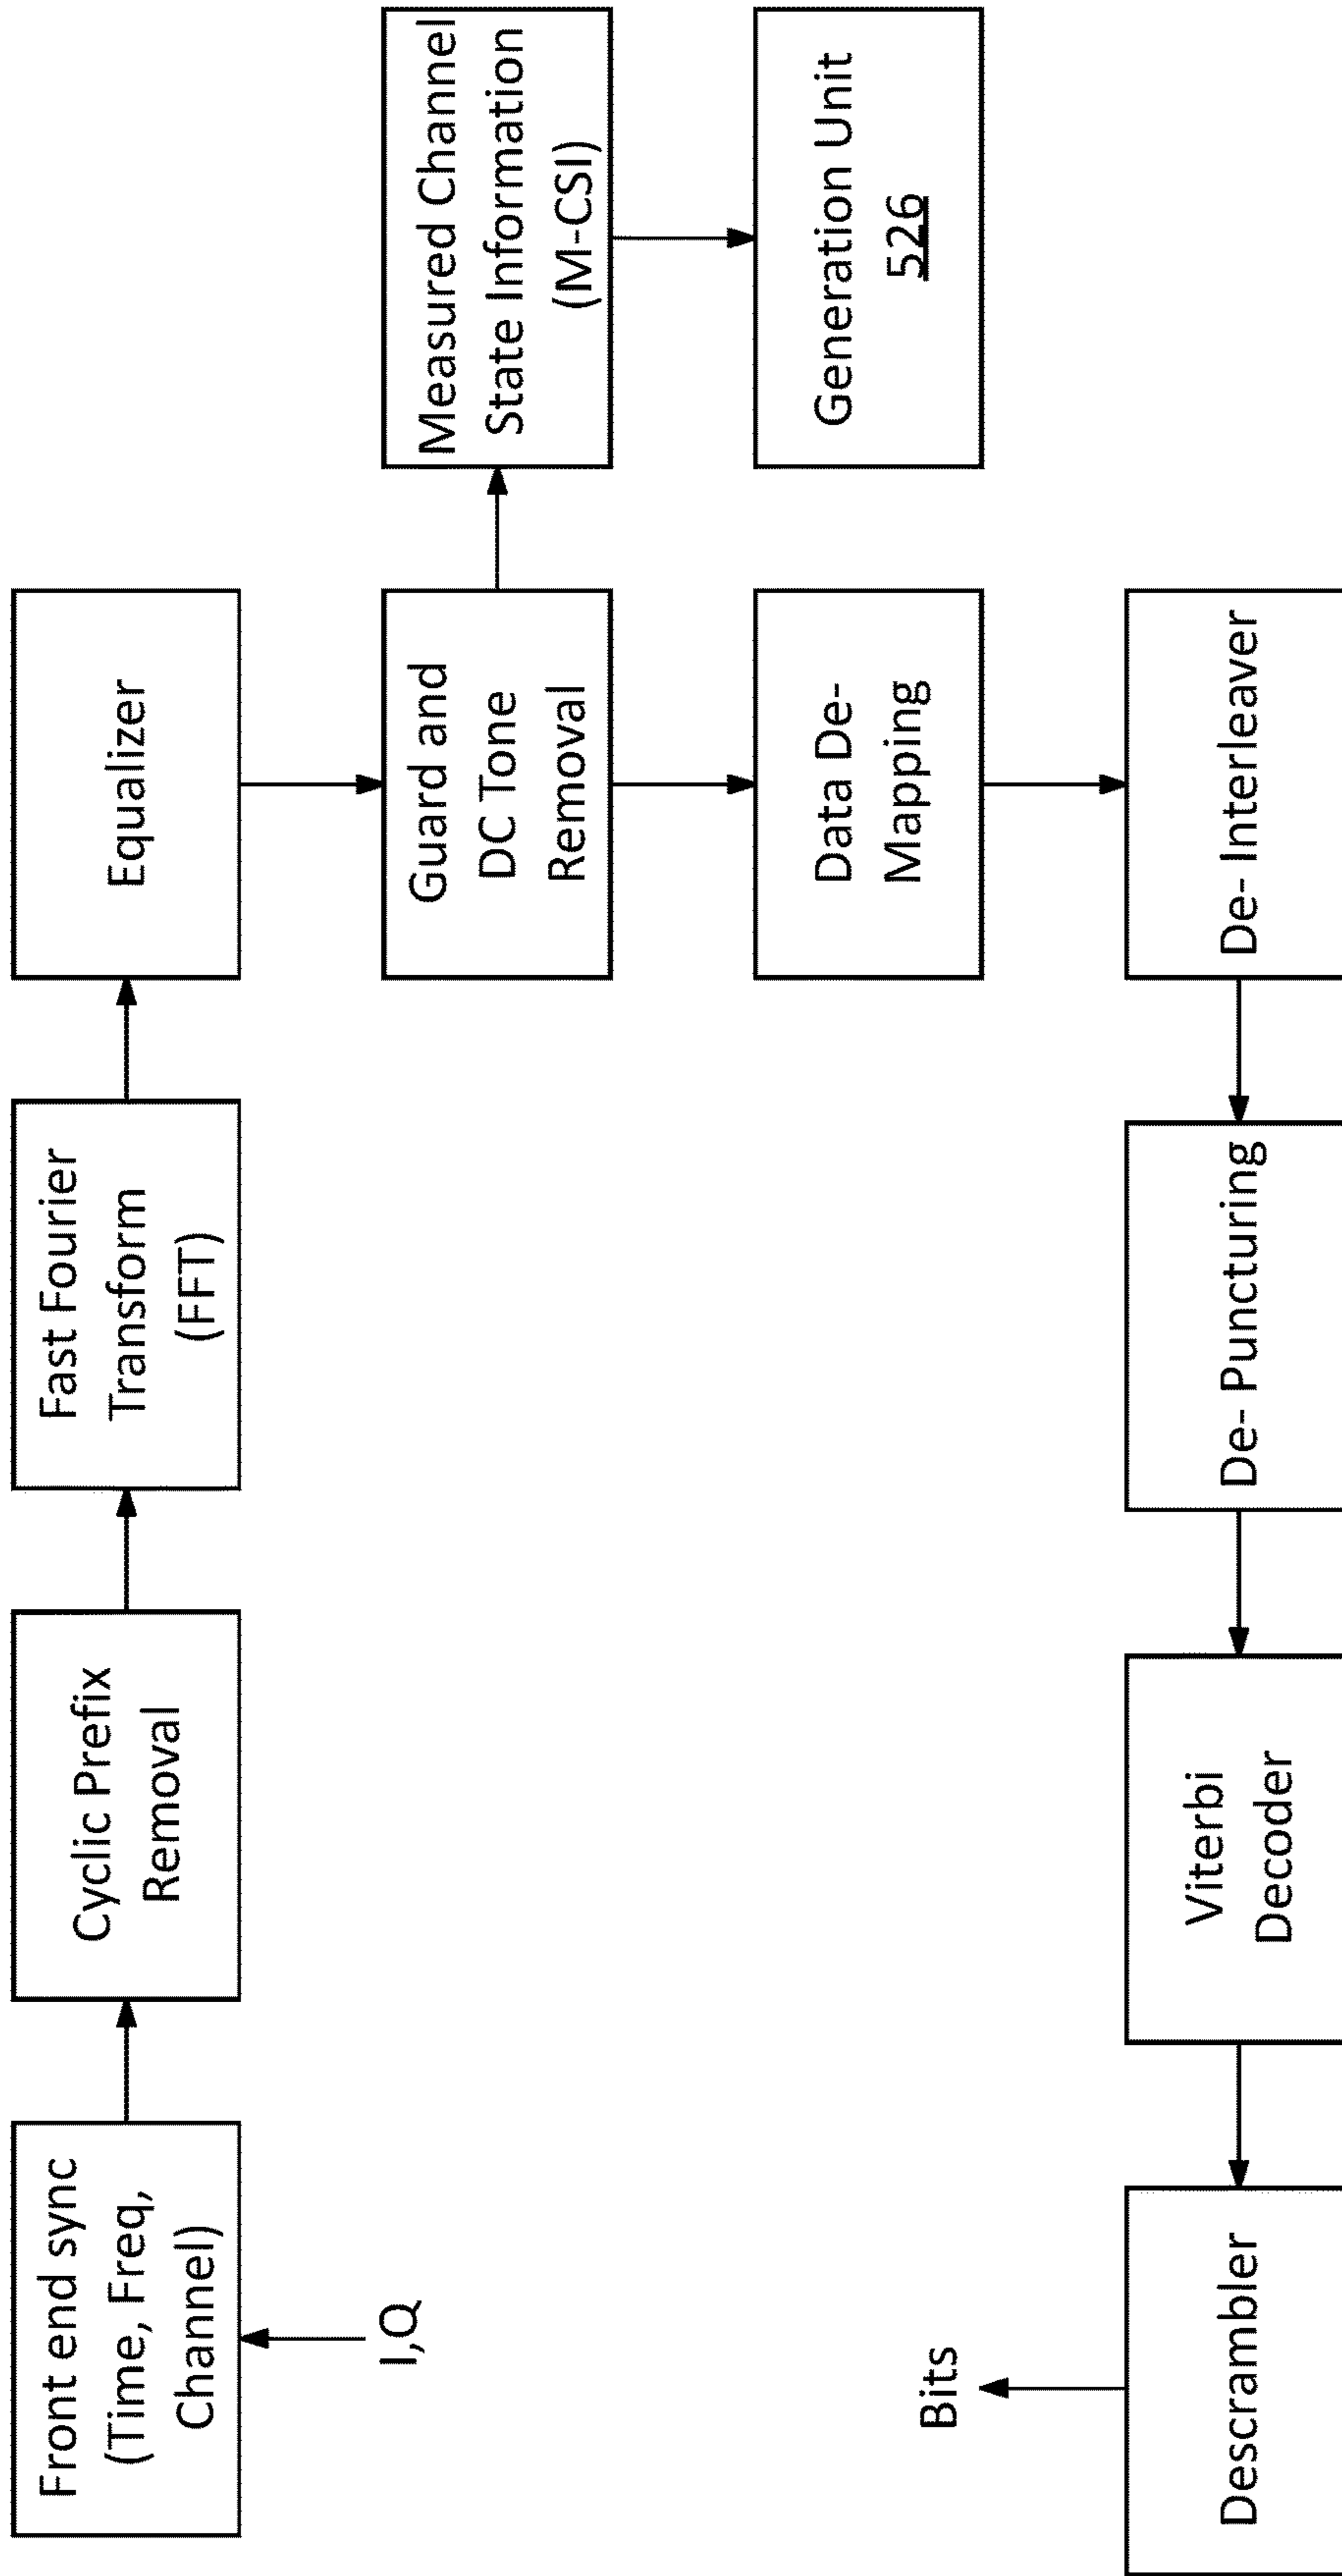 Front end sync
(Time, Freq,
Channel)
I,Q
Cyclic Prefix
Removal
Fast Fourier
Transform
(FFT)
Equalizer
Guard and
DC Tone
Removal
Measured Channel
State Information
(M-CSI)
Generation Unit
526
Data De-
Mapping
De- Interleaver
De- Puncturing
Viterbi
Decoder
Descrambler
Bits